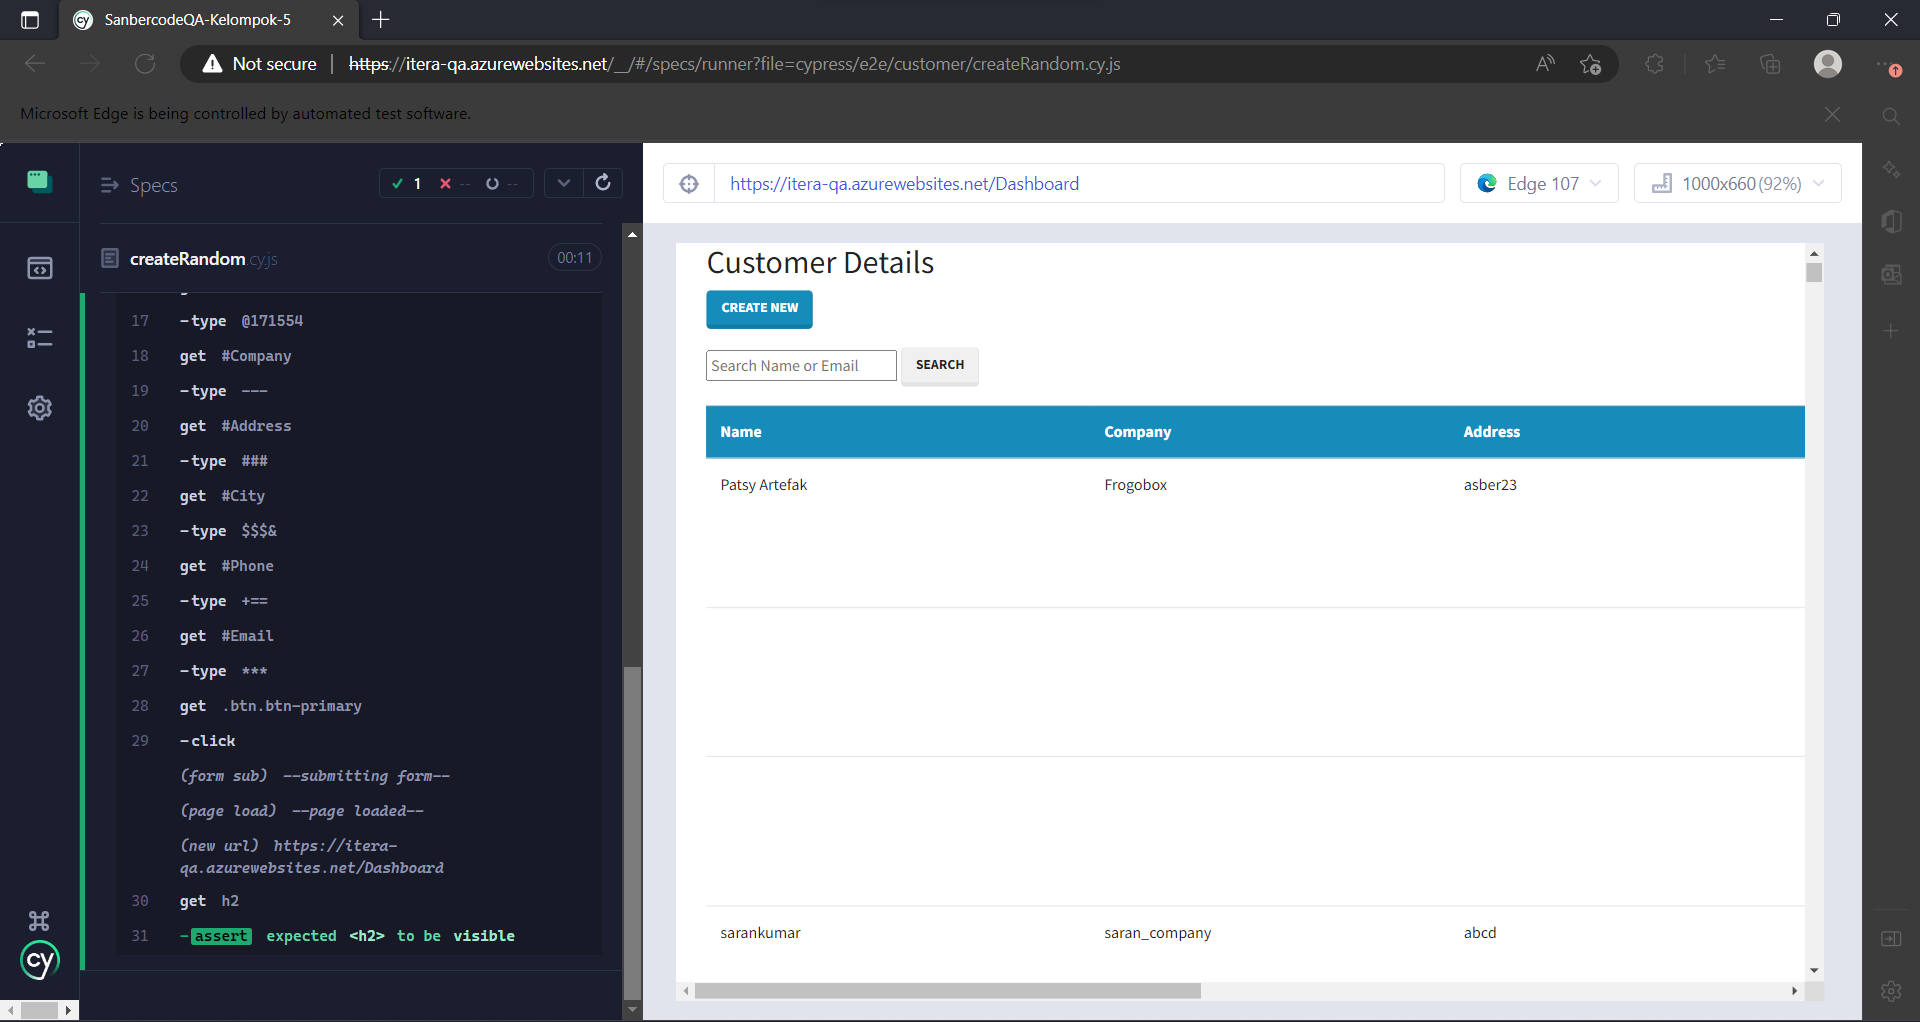 SanbercodeQA-Kelompok-5
Not secure
https://itera-qa.azurewebsites.net/__/#/specs/runner?file=cypress/e2e/customer/createRandom.cy.js
Microsoft Edge is being controlled by automated test software.
Specs
1 -- --
createRandom.cy.js
00:11
17 -type @171554
18 get #Company
19 -type ---
20 get #Address
21 -type ###
22 get #City
23 -type $$$&
24 get #Phone
25 -type +==
26 get #Email
27 -type ***
28 get .btn.btn-primary
29 -click
(form sub) --submitting form--
(page load) --page loaded--
(new url) https://itera-
qa.azurewebsites.net/Dashboard
30 get h2
31 -assert expected <h2> to be visible
cy
https://itera-qa.azurewebsites.net/Dashboard
Edge 107
1000x660 (92%)
Customer Details
CREATE NEW
Search Name or Email
SEARCH
Name Company Address
Patsy Artefak Frogobox asber23
sarankumar saran_company abcd